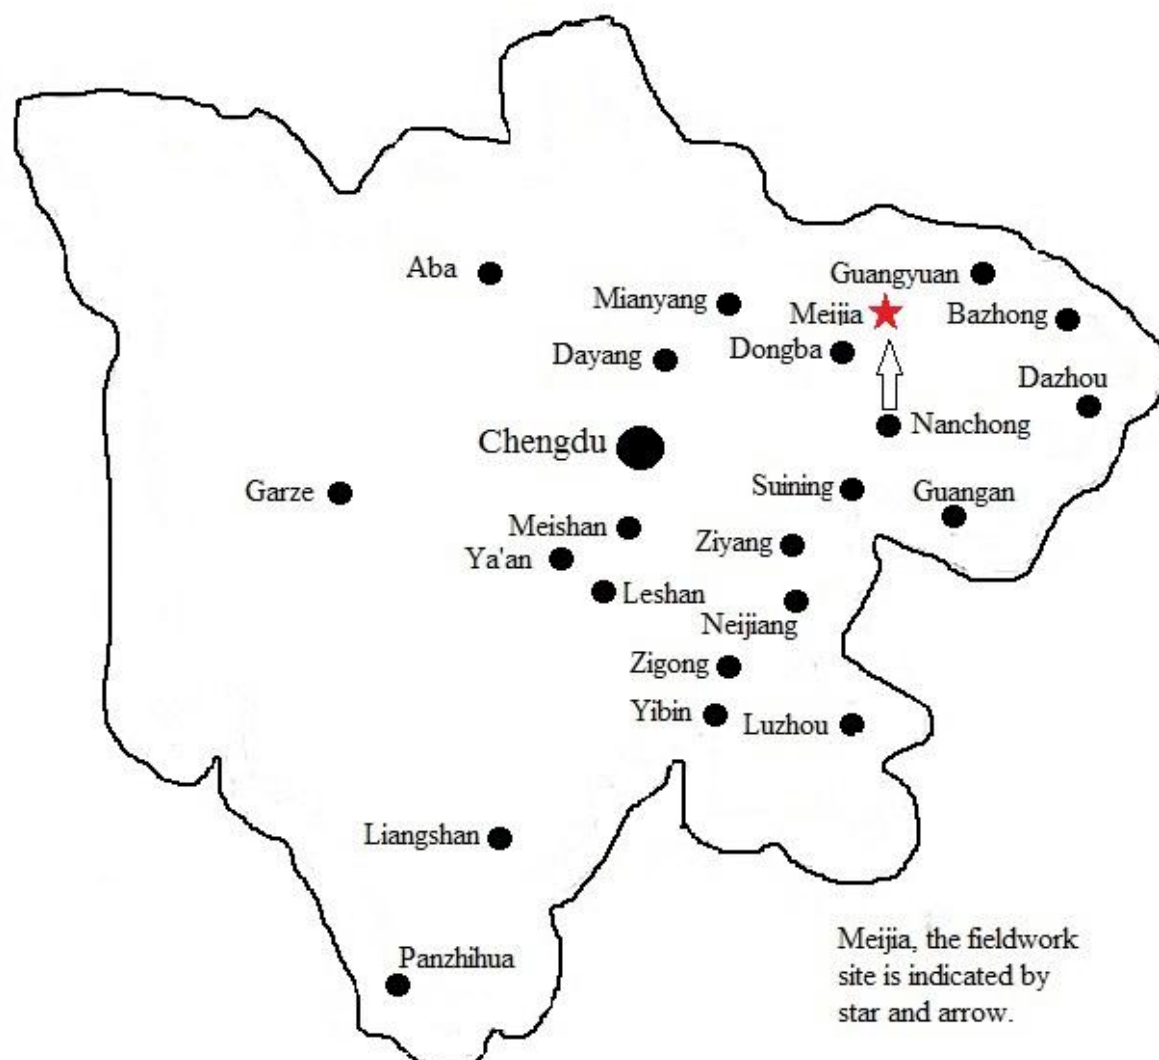 Aba
Guangyuan
Mianyang
Meijia
Bazhong
Dayang
Dongba
Dazhou
Chengdu
Nanchong
Garze
Suining
Guangan
Meishan
Ziyang
Ya'an
Leshan
Neijiang
Zigong
Yibin
Luzhou
Liangshan
Panzhihua
Meijia, the fieldwork
site is indicated by
star and arrow.